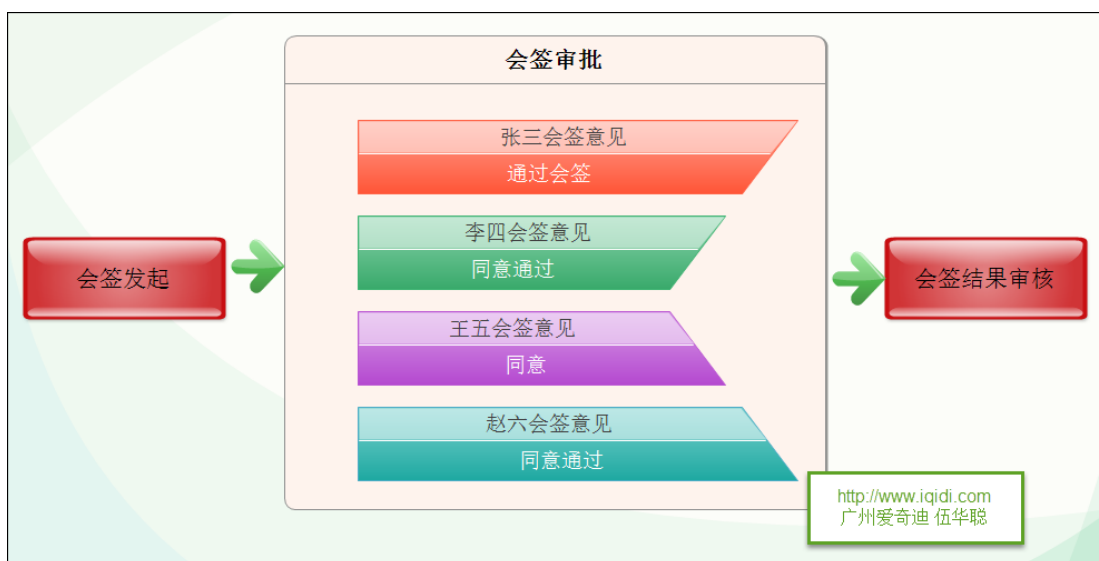 会签审批
张三会签意见
通过会签
李四会签意见
同意通过
会签发起
会签结果审核
王五会签意见
同意
赵六会签意见
同意通过
http://www.iqidi.com
广州爱奇迪 伍华聪